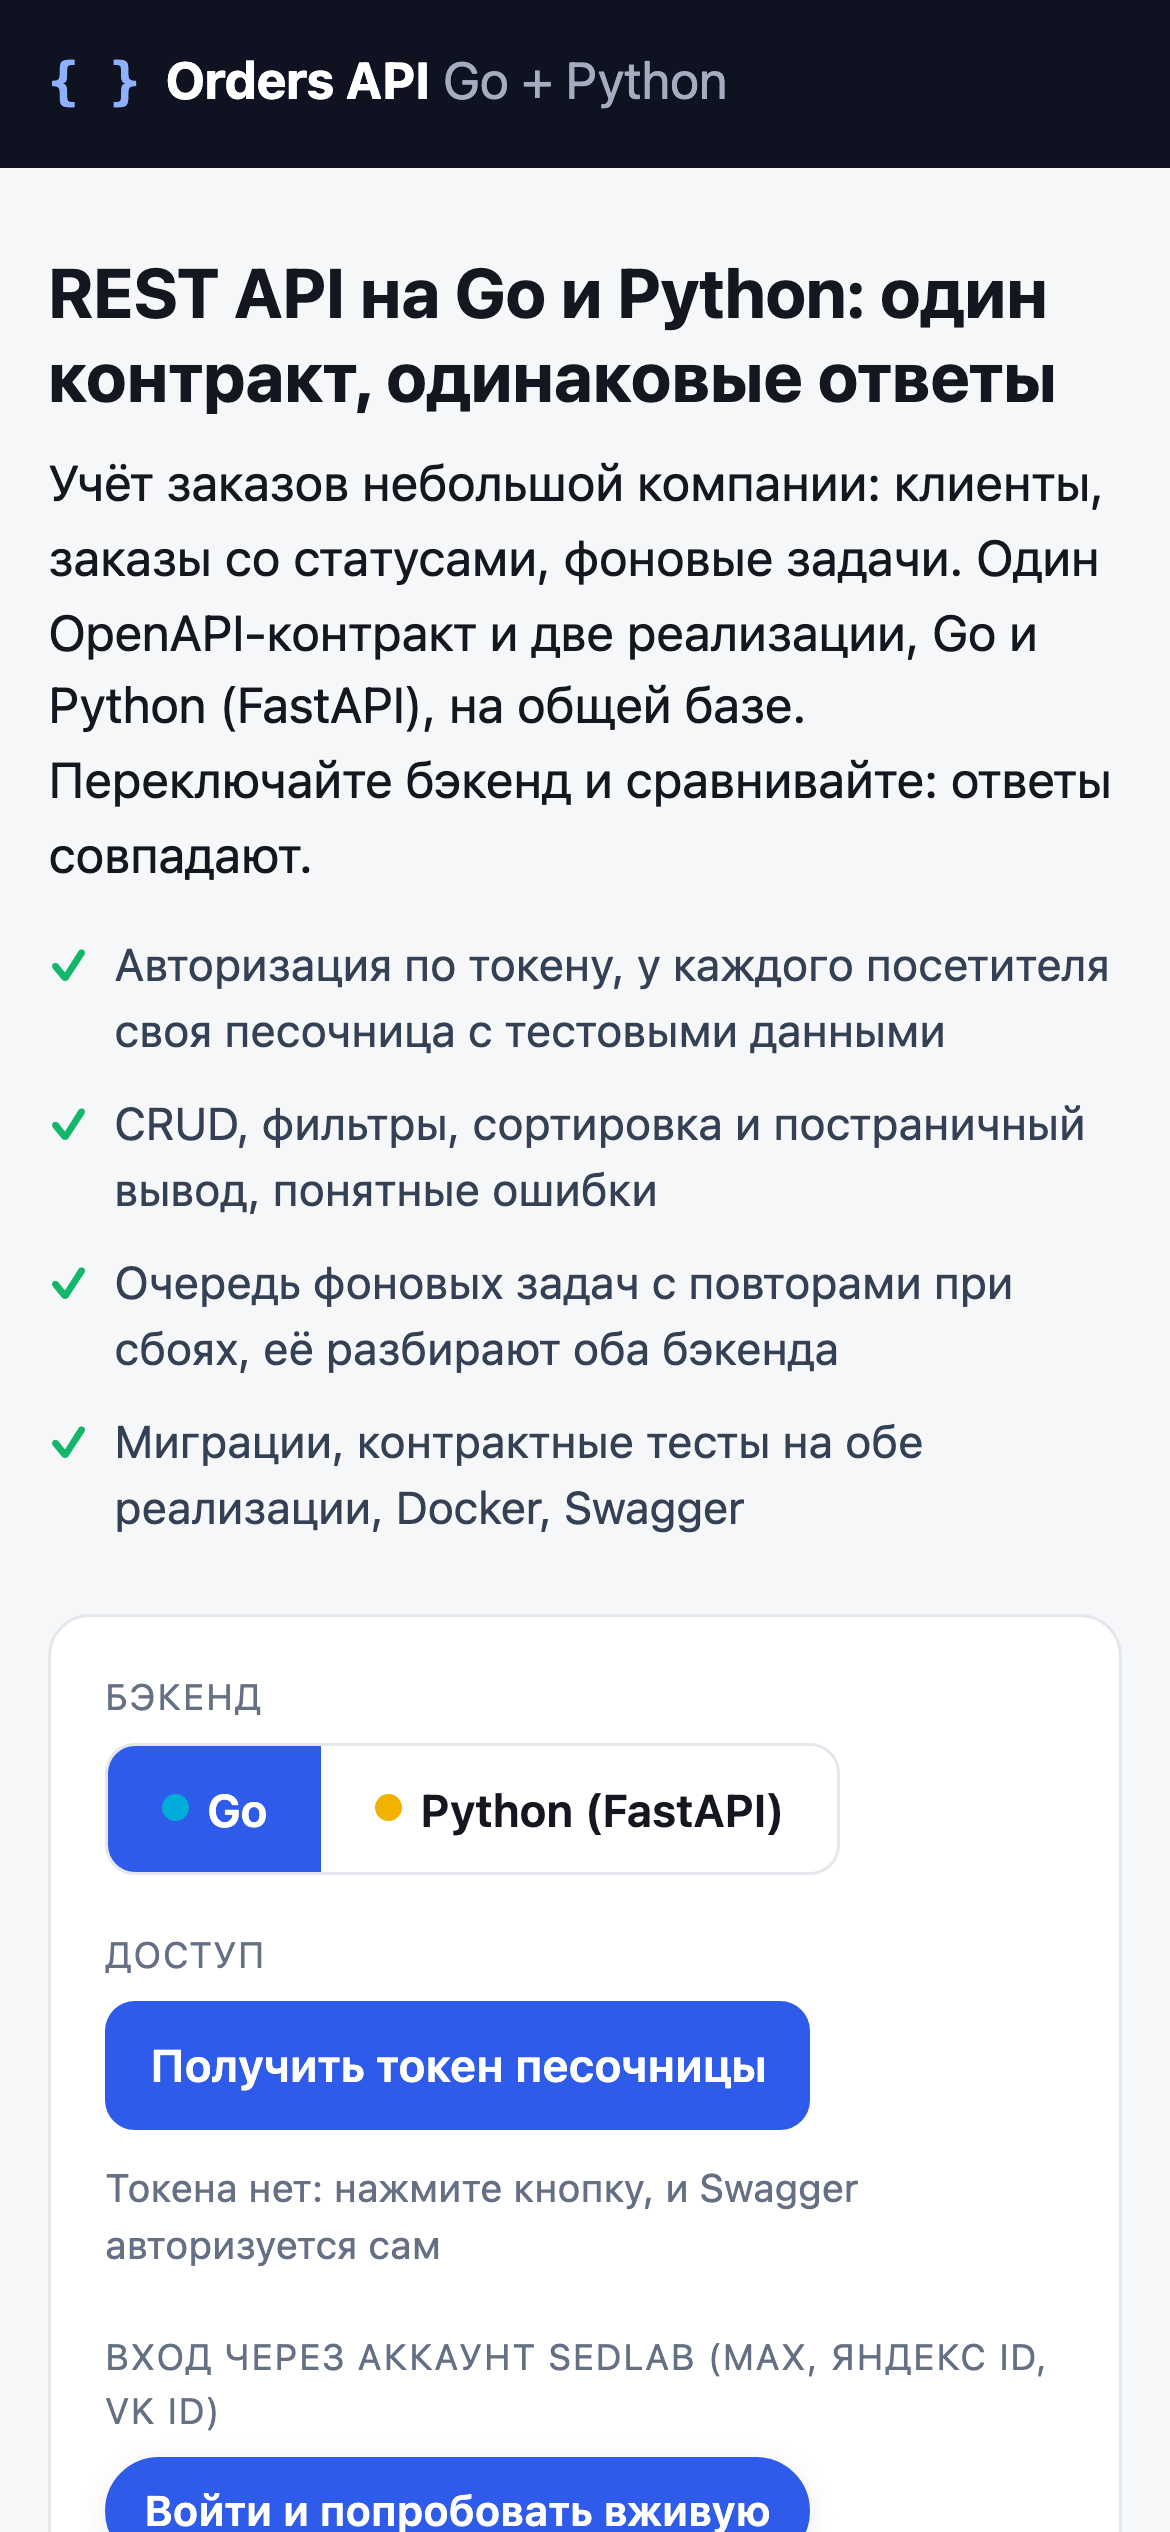 { } Orders API Go + Python
REST API на Go и Python: один
контракт, одинаковые ответы
Учёт заказов небольшой компании: клиенты,
заказы со статусами, фоновые задачи. Один
OpenAPI-контракт и две реализации, Go и
Python (FastAPI), на общей базе.
Переключайте бэкенд и сравнивайте: ответы
совпадают.
Авторизация по токену, у каждого посетителя
своя песочница с тестовыми данными
CRUD, фильтры, сортировка и постраничный
вывод, понятные ошибки
Очередь фоновых задач с повторами при
сбоях, её разбирают оба бэкенда
Миграции, контрактные тесты на обе
реализации, Docker, Swagger
БЭКЕНД
Go Python (FastAPI)
ДОСТУП
Получить токен песочницы
Токена нет: нажмите кнопку, и Swagger
авторизуется сам
ВХОД ЧЕРЕЗ АККАУНТ SEDLAB (MAX, ЯНДЕКС ID,
VK ID)
Войти и попробовать вживую